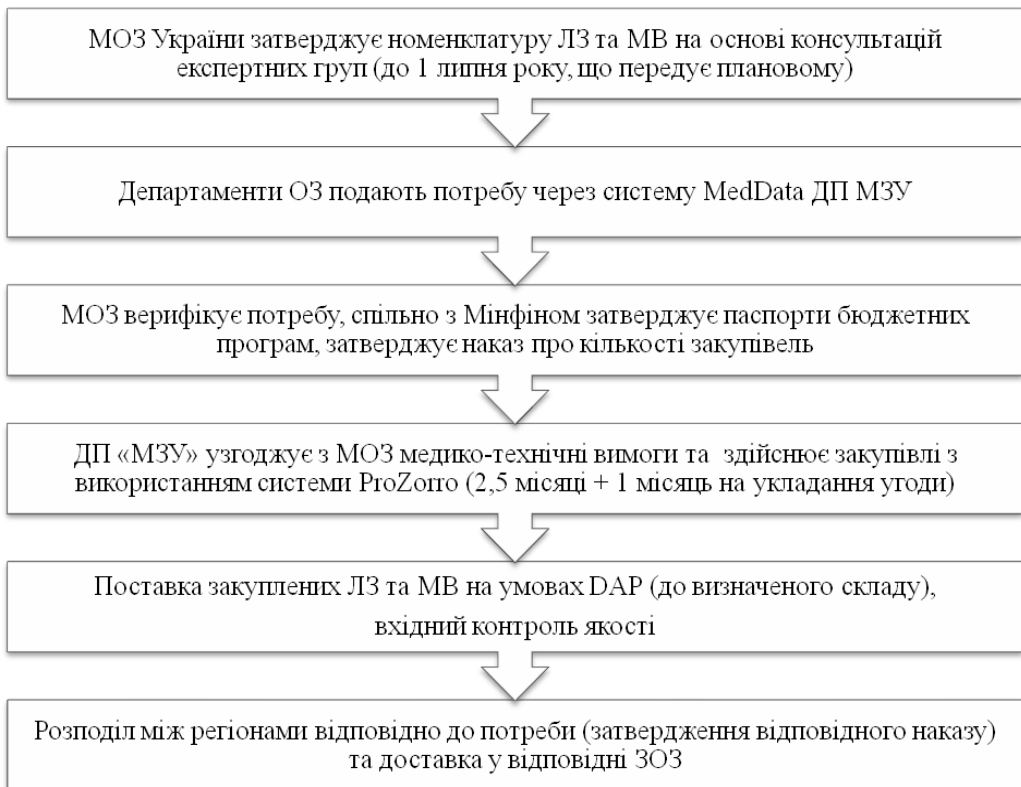 МОЗ України затверджує номенклатуру ЛЗ та МВ на основі консультацій
експертних груп (до 1 липня року, що передує плановому)
Департаменти ОЗ подають потребу через систему MedData ДП МЗУ
МОЗ верифікує потребу, спільно з Мінфіном затверджує паспорти бюджетних
програм, затверджує наказ про кількості закупівель
ДП «МЗУ» узгоджує з МОЗ медико-технічні вимоги та здійснює закупівлі з
використанням системи ProZorro (2,5 місяці + 1 місяць на укладання угоди)
Поставка закуплених ЛЗ та МВ на умовах DAP (до визначеного складу),
вхідний контроль якості
Розподіл між регіонами відповідно до потреби (затвердження відповідного наказу)
та доставка у відповідні ЗОЗ